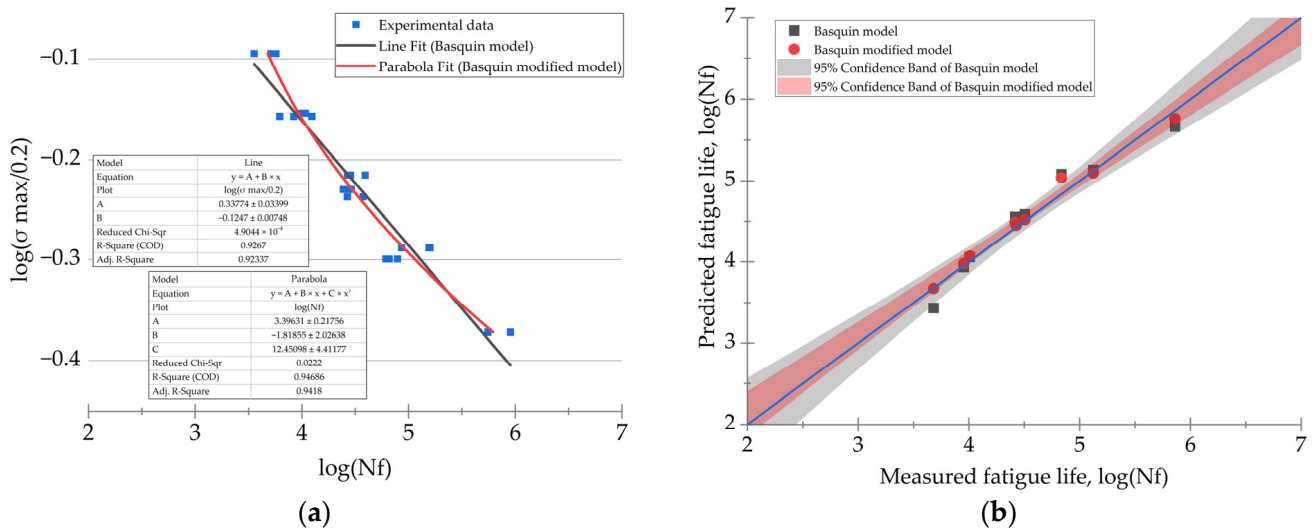 Experimental data
Line Fit (Basquin model)
Parabola Fit (Basquin modified model)
−0.1
−0.2
−0.3
−0.4
log(σ max/0.2)
Model Line
Equation y = A + B × x
Plot log(σ max/0.2)
A 0.33774 ± 0.03399
B −0.1247 ± 0.00748
Reduced Chi-Sqr 4.9044 × 10⁻⁴
R-Square (COD) 0.9267
Adj. R-Square 0.92337
Model Parabola
Equation y = A + B × x + C × x²
Plot log(Nf)
A 3.39631 ± 0.21756
B −1.81855 ± 2.02638
C 12.45098 ± 4.41177
Reduced Chi-Sqr 0.0222
R-Square (COD) 0.94686
Adj. R-Square 0.9418
2 3 4 5 6 7
log(Nf)
(a)
Basquin model
Basquin modified model
95% Confidence Band of Basquin model
95% Confidence Band of Basquin modified model
7
6
5
4
3
2
Predicted fatigue life, log(Nf)
2 3 4 5 6 7
Measured fatigue life, log(Nf)
(b)